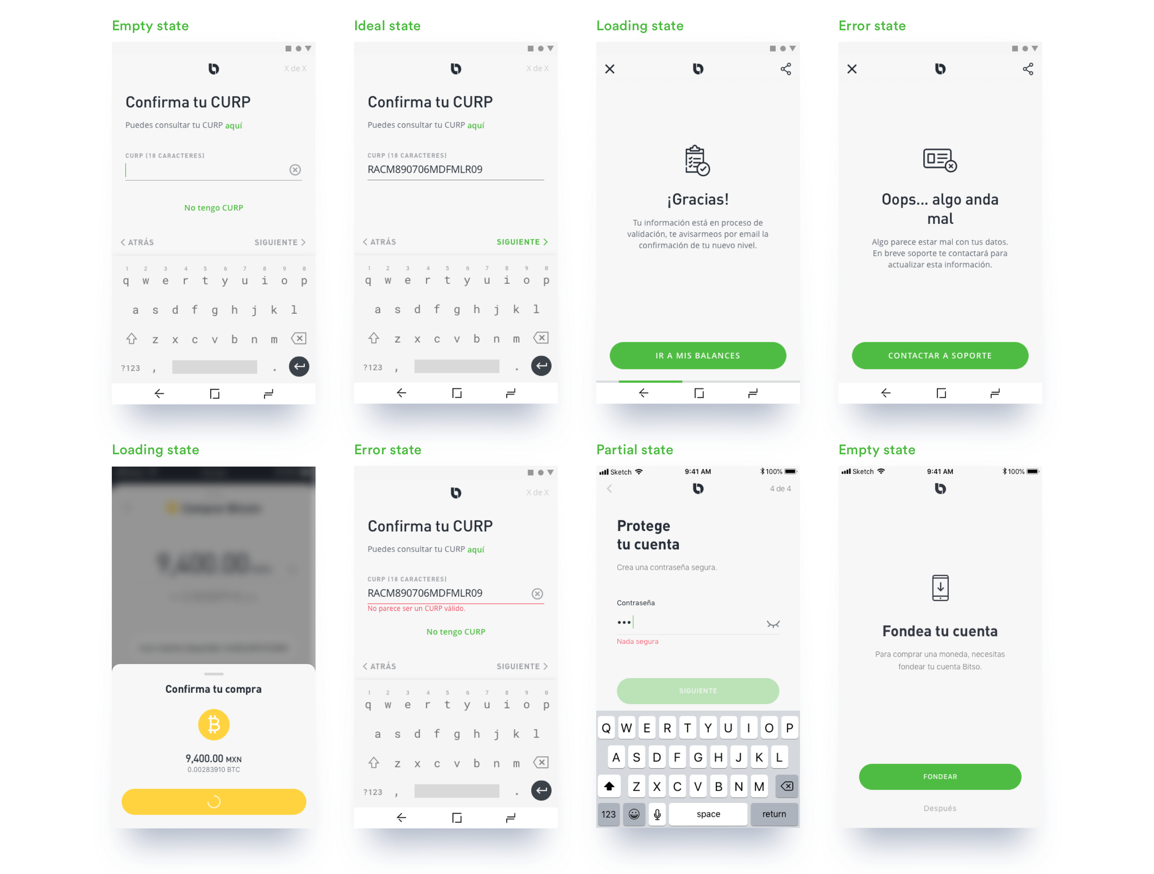 Empty state
X de X
Confirma tu CURP
Puedes consultar tu CURP aquí
CURP (18 CARACTERES)
No tengo CURP
ATRÁS
SIGUIENTE
1 2 3 4 5 6 7 8 9 8
q w e r t y u i o p
a s d f g h j k l
z x c v b n m
?123 , .
Ideal state
X de X
Confirma tu CURP
Puedes consultar tu CURP aquí
CURP (18 CARACTERES)
RACM890706MDFMLR09
ATRÁS
SIGUIENTE
1 2 3 4 5 6 7 8 9 8
q w e r t y u i o p
a s d f g h j k l
z x c v b n m
?123 , .
Loading state
¡Gracias!
Tu información está en proceso de
validación, te avisarmeos por email la
confirmación de tu nuevo nivel.
IR A MIS BALANCES
Error state
Oops... algo anda
mal
Algo parece estar mal con tus datos.
En breve soporte te contactará para
actualizar esta información.
CONTACTAR A SOPORTE
Loading state
9,400.00
Confirma tu compra
9,400.00 MXN
0.00283910 BTC
Error state
X de X
Confirma tu CURP
Puedes consultar tu CURP aquí
CURP (18 CARACTERES)
RACM890706MDFMLR09
No parece ser un CURP válido.
No tengo CURP
ATRÁS
SIGUIENTE
1 2 3 4 5 6 7 8 9 8
q w e r t y u i o p
a s d f g h j k l
z x c v b n m
?123 , .
Partial state
Sketch
9:41 AM
100%
4 de 4
Protege
tu cuenta
Crea una contraseña segura.
Contraseña
Nada segura
SIGUIENTE
Q W E R T Y U I O P
A S D F G H J K L
Z X C V B N M
123 space return
Empty state
Sketch
9:41 AM
100%
Fondea tu cuenta
Para comprar una moneda, necesitas
fondear tu cuenta Bitso.
FONDEAR
Después